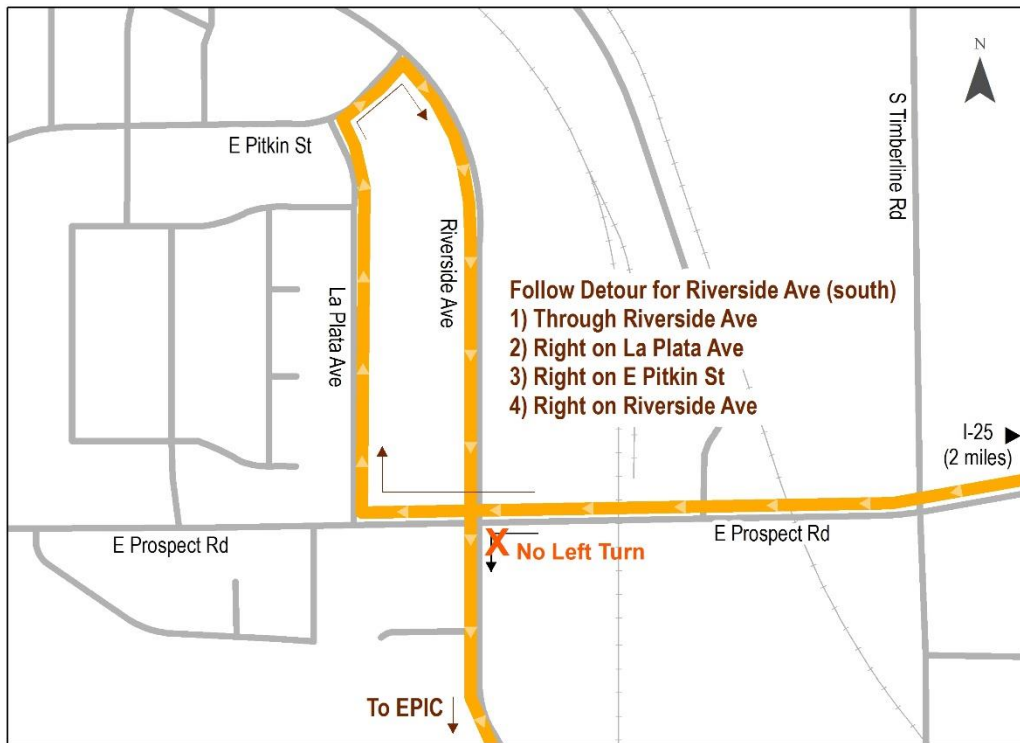 N
S Timberline Rd
E Pitkin St
Riverside Ave
La Plata Ave
Follow Detour for Riverside Ave (south)
1) Through Riverside Ave
2) Right on La Plata Ave
3) Right on E Pitkin St
4) Right on Riverside Ave
I-25
(2 miles)
E Prospect Rd
E Prospect Rd
X No Left Turn
To EPIC